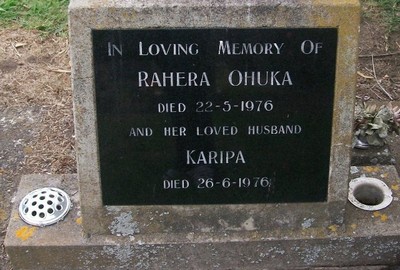 In Loving Memory Of
Rahera Ohuka
died 22-5-1976
and her loved husband
Karipa
died 26-6-1976